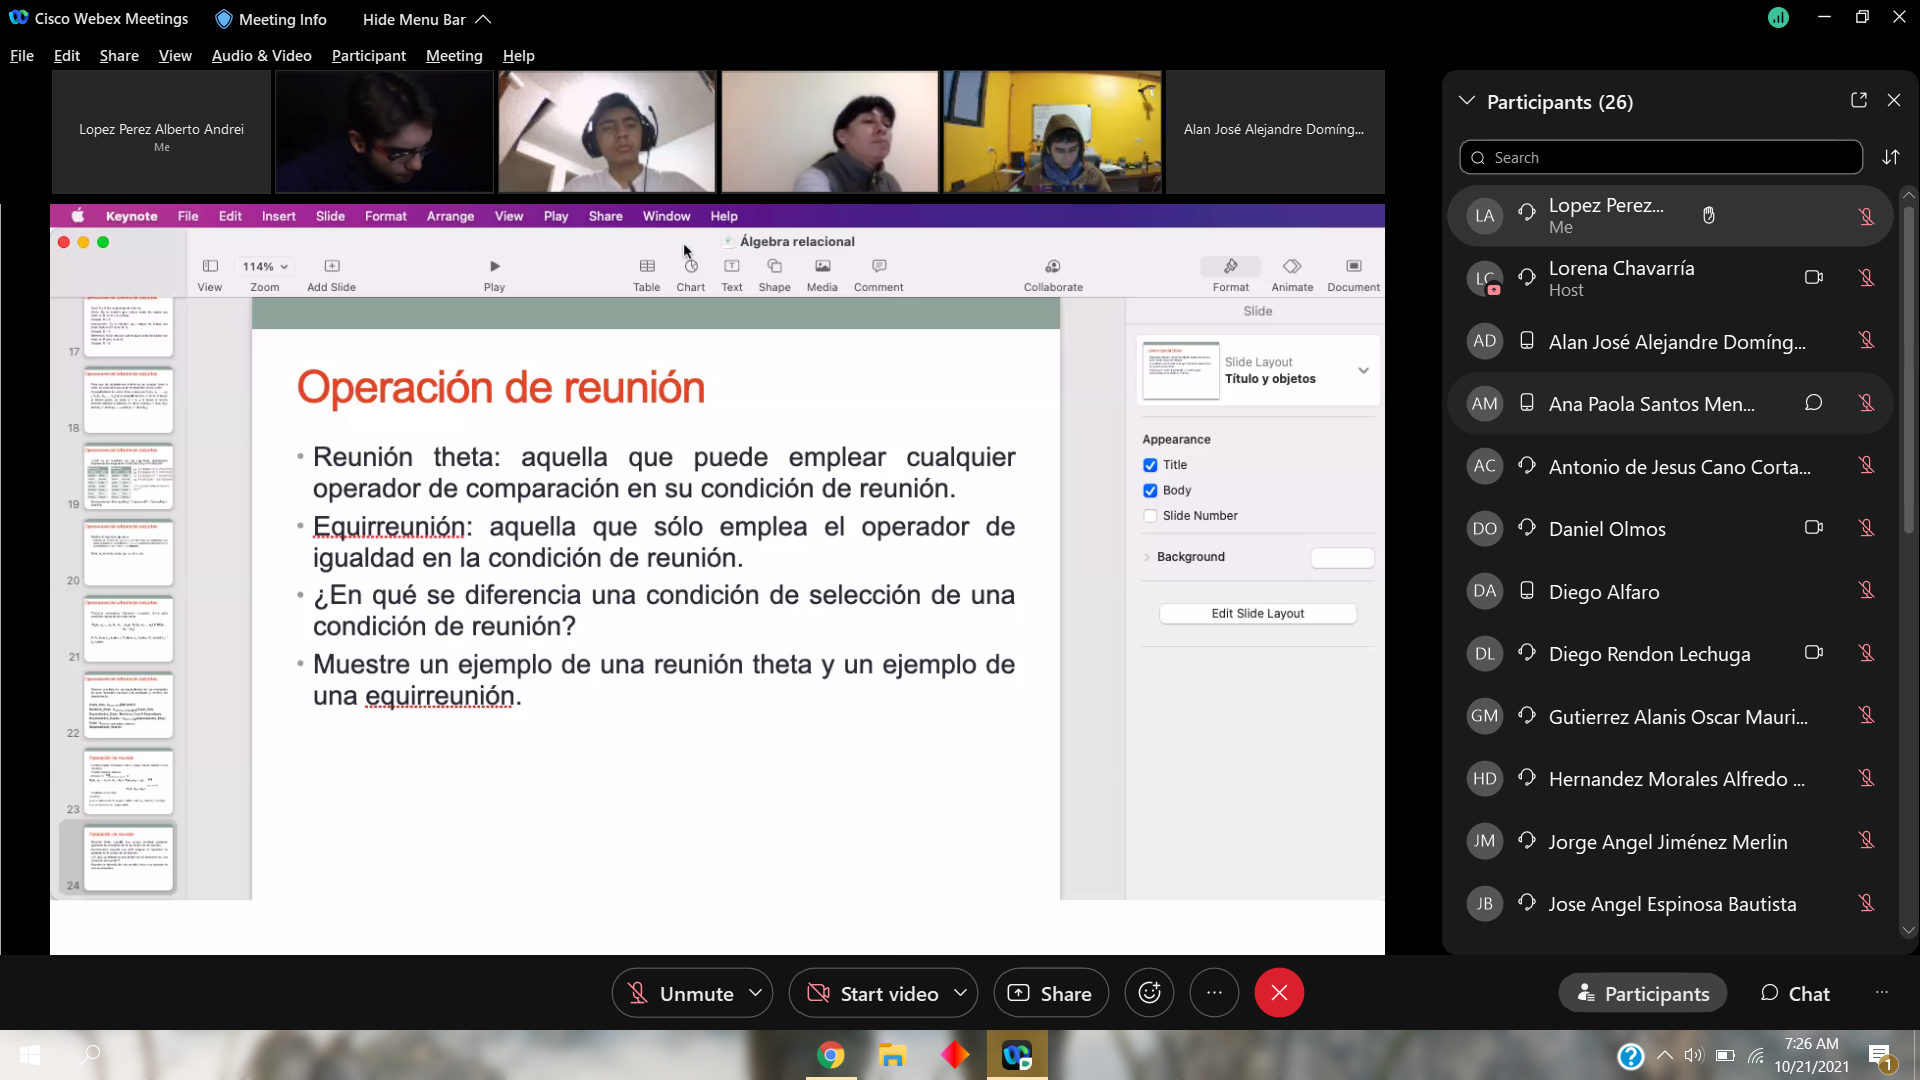 Cisco Webex Meetings
Meeting Info
Hide Menu Bar
File Edit Share View Audio & Video Participant Meeting Help
Lopez Perez Alberto Andrei
Me
Alan José Alejandre Domíng...
Keynote File Edit Insert Slide Format Arrange View Play Share Window Help
Álgebra relacional
114%
View Zoom Add Slide Play Table Chart Text Shape Media Comment Collaborate Format Animate Document
17
18
19
20
21
22
Operación de reunión
23
Operación de reunión
24
Operación de reunión
• Reunión theta: aquella que puede emplear cualquier
operador de comparación en su condición de reunión.
• Equirreunión: aquella que sólo emplea el operador de
igualdad en la condición de reunión.
• ¿En qué se diferencia una condición de selección de una
condición de reunión?
• Muestre un ejemplo de una reunión theta y un ejemplo de
una equirreunión.
Slide
Slide Layout
Título y objetos
Appearance
Title
Body
Slide Number
Background
Edit Slide Layout
Participants (26)
Search
LA Lopez Perez...
Me
LC Lorena Chavarría
Host
AD Alan José Alejandre Domíng...
AM Ana Paola Santos Men...
AC Antonio de Jesus Cano Corta...
DO Daniel Olmos
DA Diego Alfaro
DL Diego Rendon Lechuga
GM Gutierrez Alanis Oscar Mauri...
HD Hernandez Morales Alfredo ...
JM Jorge Angel Jiménez Merlin
JB Jose Angel Espinosa Bautista
Unmute
Start video
Share
Participants
Chat
7:26 AM
10/21/2021
1